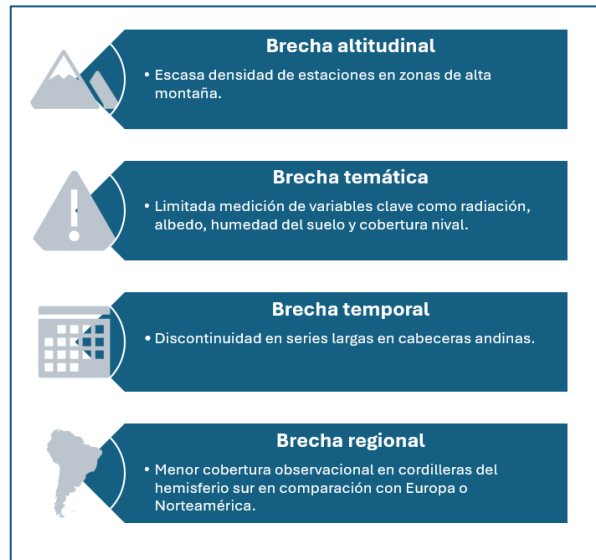 Brecha altitudinal
• Escasa densidad de estaciones en zonas de alta
montaña.
Brecha temática
• Limitada medición de variables clave como radiación,
albedo, humedad del suelo y cobertura nival.
Brecha temporal
• Discontinuidad en series largas en cabeceras andinas.
Brecha regional
• Menor cobertura observacional en cordilleras del
hemisferio sur en comparación con Europa o
Norteamérica.